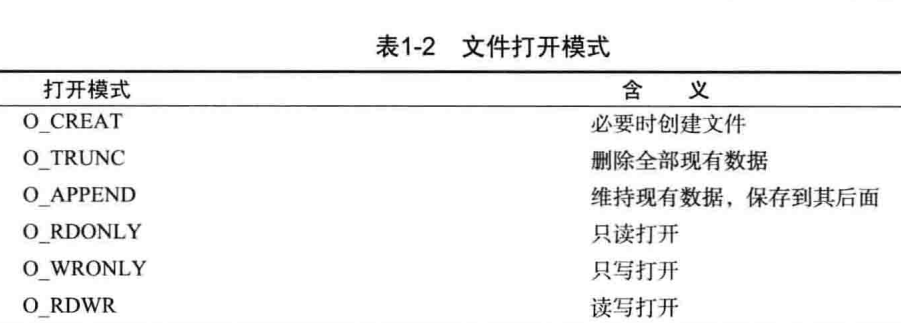 表1-2 文件打开模式
打开模式 含 义
O_CREAT 必要时创建文件
O_TRUNC 删除全部现有数据
O_APPEND 维持现有数据，保存到其后面
O_RDONLY 只读打开
O_WRONLY 只写打开
O_RDWR 读写打开